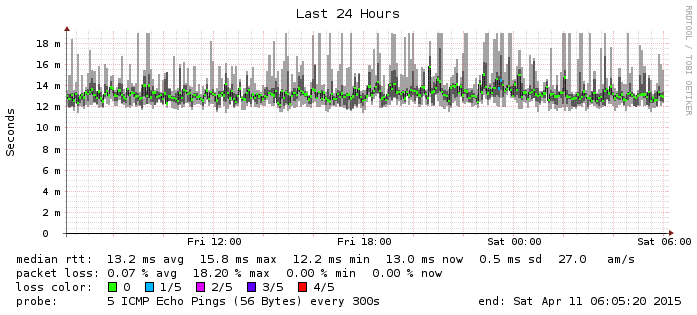 Last 24 Hours
RRDTOOL / TOBI OETIKER
Seconds
18 m
16 m
14 m
12 m
10 m
8 m
6 m
4 m
2 m
0
Fri 12:00 Fri 18:00 Sat 00:00 Sat 06:00
median rtt: 13.2 ms avg 15.8 ms max 12.2 ms min 13.0 ms now 0.5 ms sd 27.0 am/s
packet loss: 0.07 % avg 18.20 % max 0.00 % min 0.00 % now
loss color: 0 1/5 2/5 3/5 4/5
probe: 5 ICMP Echo Pings (56 Bytes) every 300s end: Sat Apr 11 06:05:20 2015